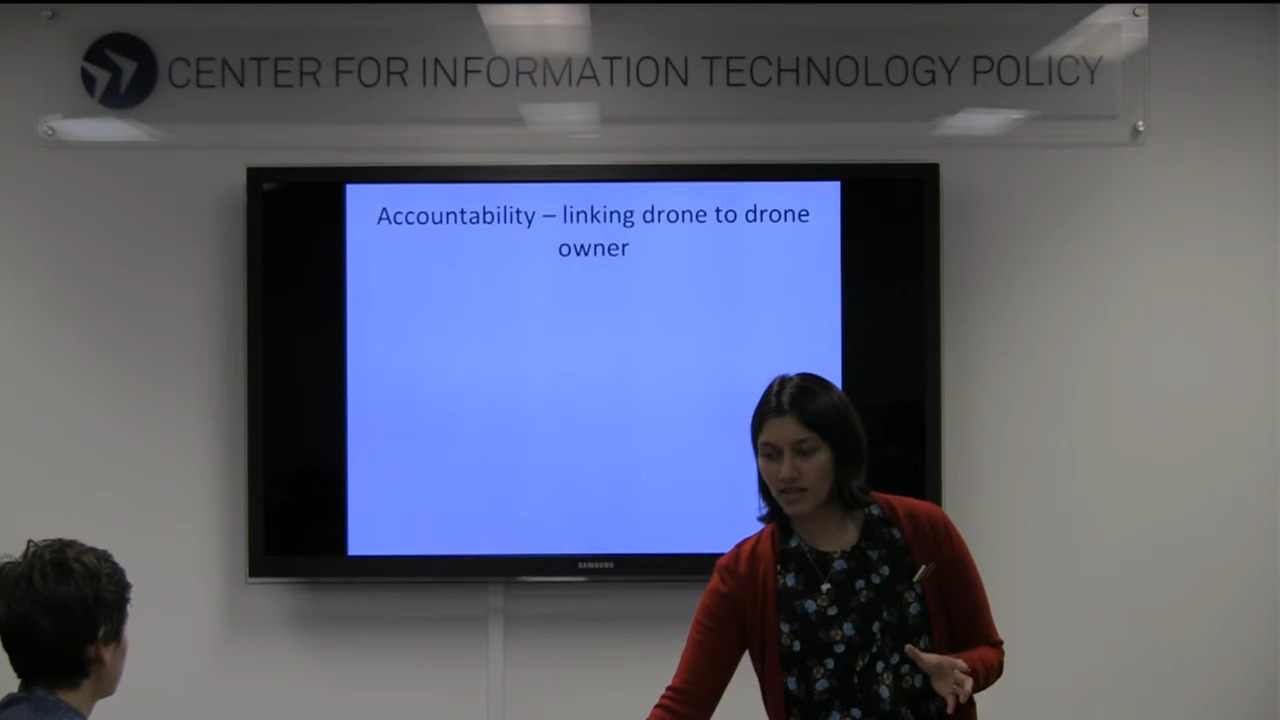 CENTER FOR INFORMATION TECHNOLOGY POLICY
Accountability – linking drone to drone
owner
SAMSUNG